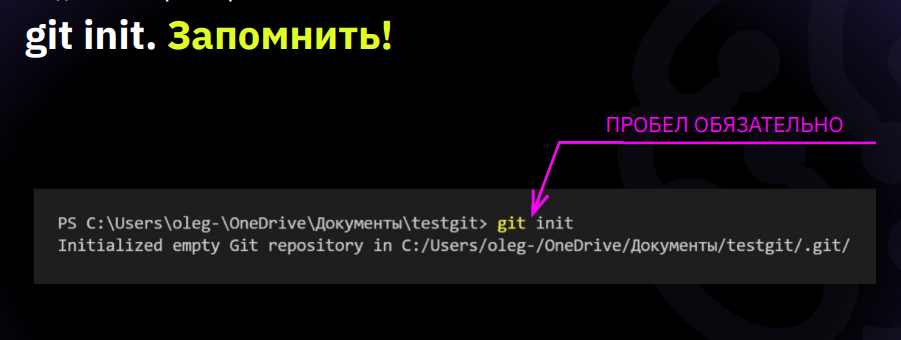 git init. Запомнить!
ПРОБЕЛ ОБЯЗАТЕЛЬНО
PS C:\Users\oleg-\OneDrive\Документы\testgit> git init
Initialized empty Git repository in C:/Users/oleg-/OneDrive/Документы/testgit/.git/